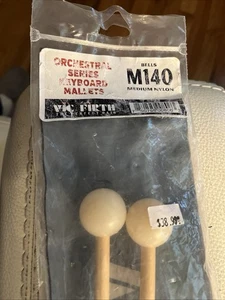 ORCHESTRAL
SERIES
KEYBOARD
MALLETS
BELLS
M140
MEDIUM NYLON
VIC FIRTH